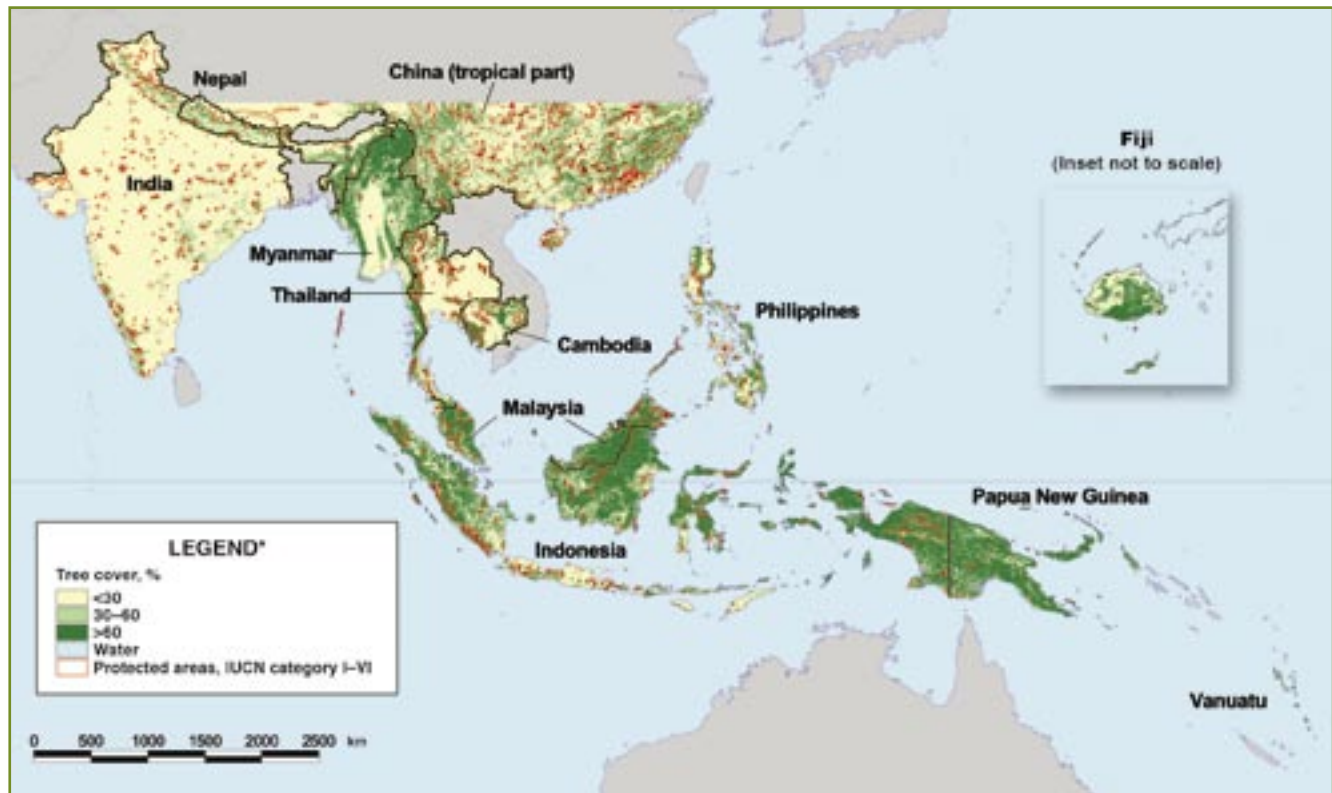 Nepal
China (tropical part)
Fiji
(Inset not to scale)
India
Myanmar
Thailand
Philippines
Cambodia
Malaysia
Papua New Guinea
Indonesia
LEGEND*
Tree cover, %
<30
30–60
>60
Water
Protected areas, IUCN category I–VI
Vanuatu
0 500 1000 1500 2000 2500 km